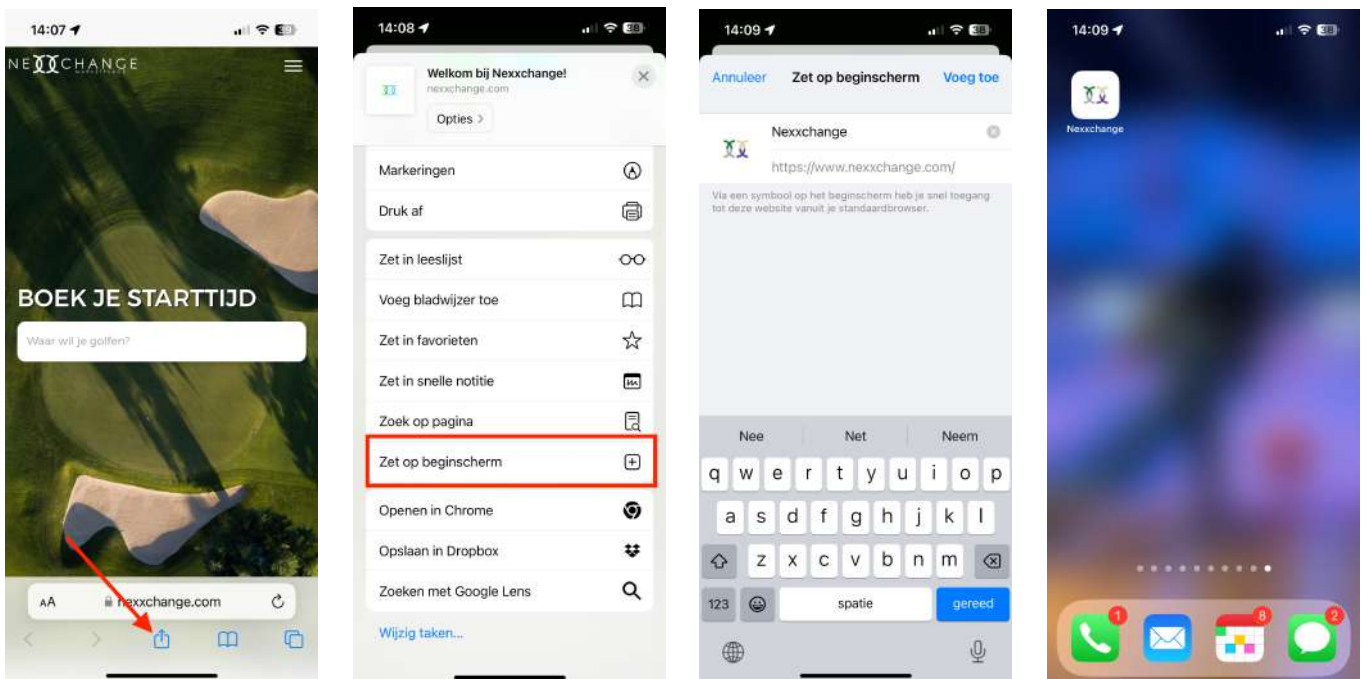 14:07
39
NEXXCHANGE
MARKETPLACE
BOEK JE STARTTIJD
Waar wil je golfen?
AA nexxchange.com
14:08
38
Welkom bij Nexxchange!
nexxchange.com
Opties >
Markeringen
Druk af
Zet in leeslijst
Voeg bladwijzer toe
Zet in favorieten
Zet in snelle notitie
Zoek op pagina
Zet op beginscherm
Openen in Chrome
Opslaan in Dropbox
Zoeken met Google Lens
Wijzig taken...
14:09
38
Annuleer Zet op beginscherm Voeg toe
Nexxchange
https://www.nexxchange.com/
Via een symbool op het beginscherm heb je snel toegang
tot deze website vanuit je standaardbrowser.
Nee Net Neem
q w e r t y u i o p
a s d f g h j k l
z x c v b n m
123 spatie gereed
14:09
38
Nexxchange
1 8 2